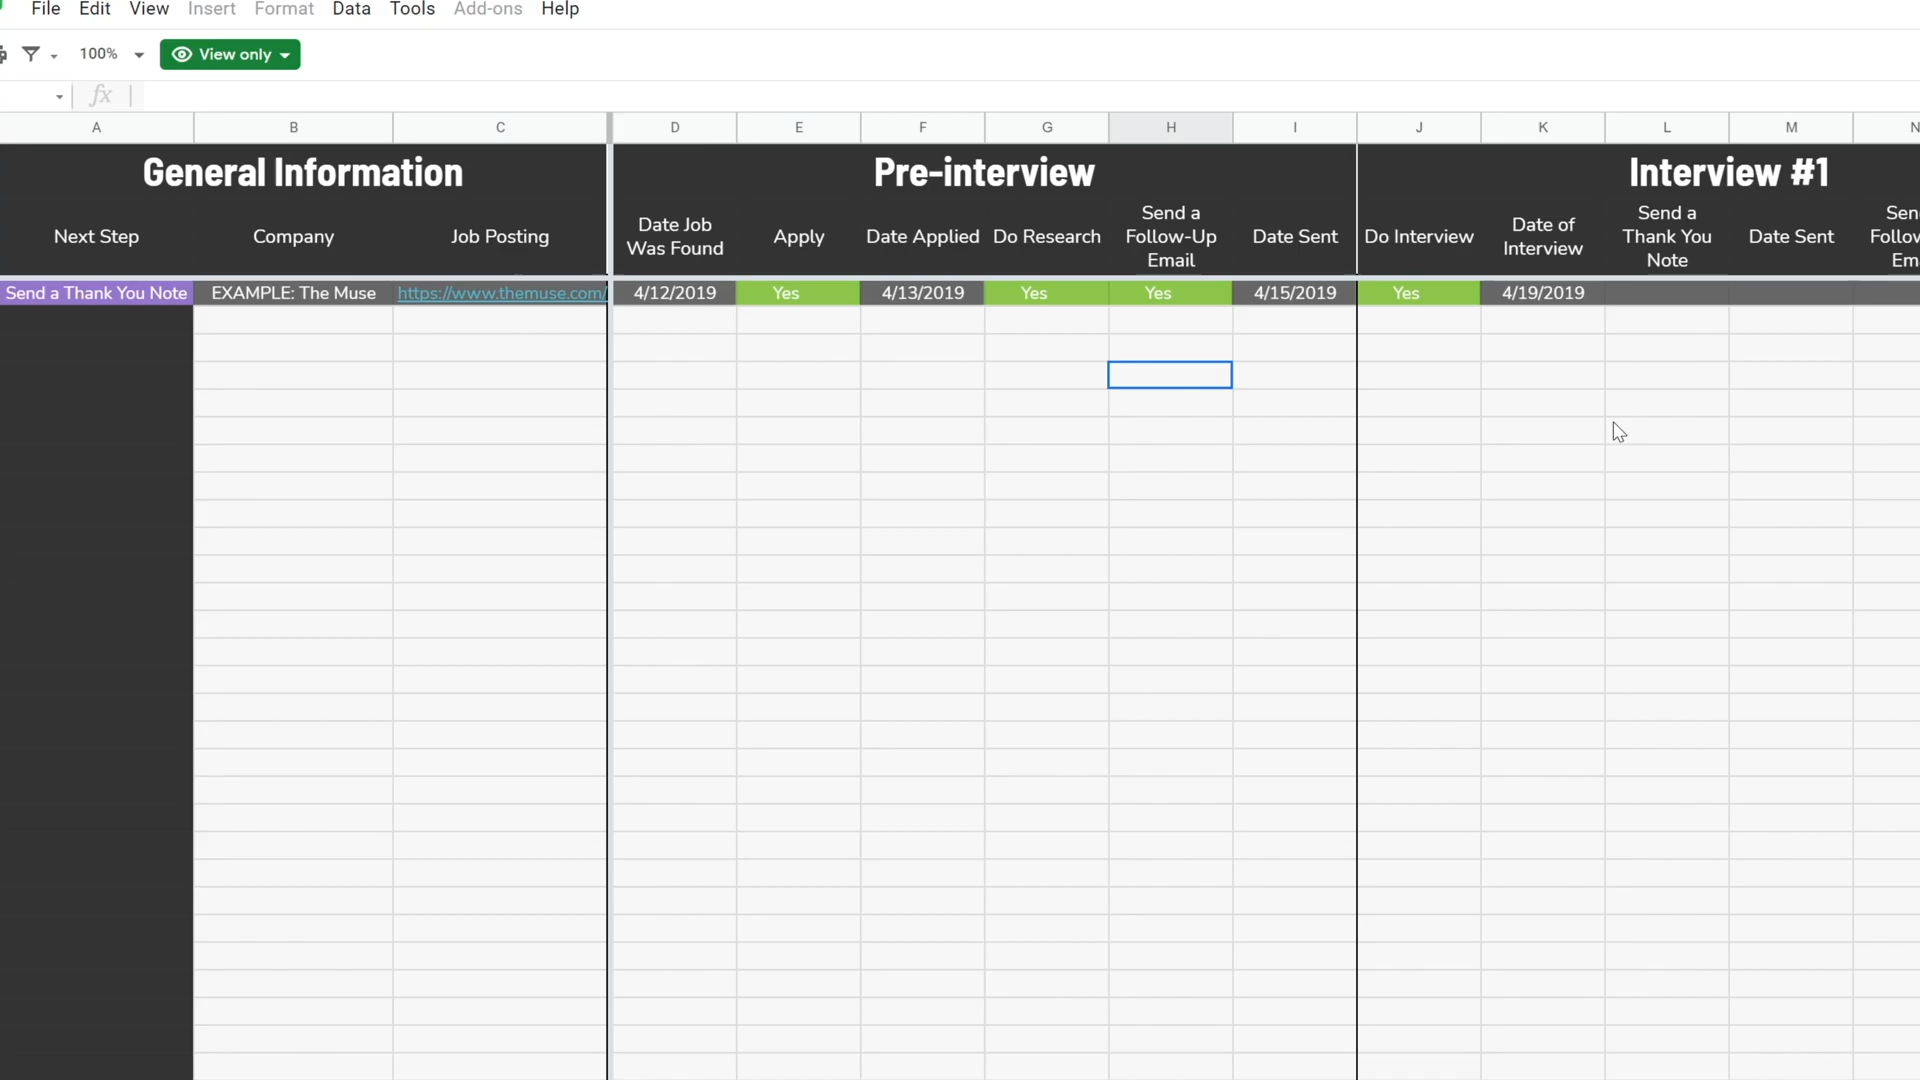 File Edit View Insert Format Data Tools Add-ons Help
100% View only
fx
A B C D E F G H I J K L M N
General Information Pre-interview Interview #1
Next Step Company Job Posting Date Job Was Found Apply Date Applied Do Research Send a Follow-Up Email Date Sent Do Interview Date of Interview Send a Thank You Note Date Sent
Send a Thank You Note EXAMPLE: The Muse https://www.themuse.com/ 4/12/2019 Yes 4/13/2019 Yes Yes 4/15/2019 Yes 4/19/2019